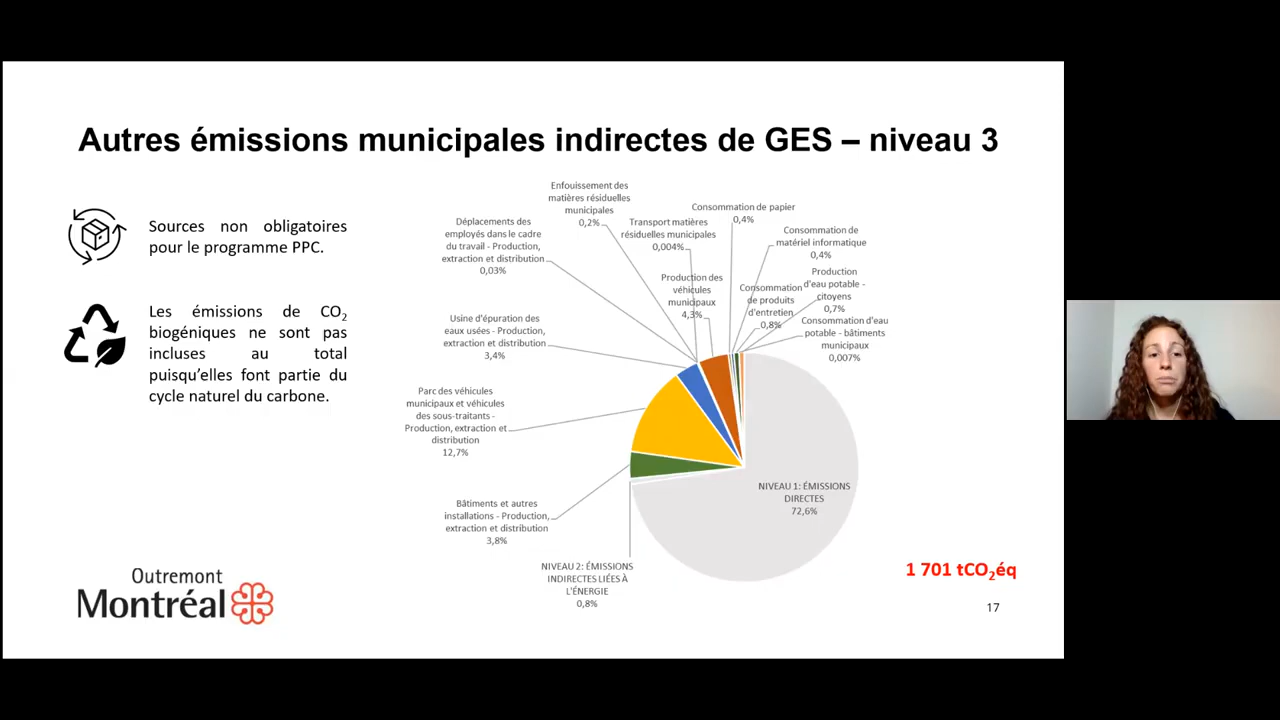 Autres émissions municipales indirectes de GES – niveau 3
Sources non obligatoires
pour le programme PPC.
Les émissions de CO₂
biogéniques ne sont pas
incluses au total
puisqu'elles font partie du
cycle naturel du carbone.
Enfouissement des
matières résiduelles
municipales
0,2%
Déplacements des
employés dans le cadre
du travail - Production,
extraction et distribution
0,03%
Transport matières
résiduelles municipales
0,004%
Consommation de papier
0,4%
Consommation de
matériel informatique
0,4%
Production des
véhicules
municipaux
4,3%
Consommation
de produits
d'entretien
0,8%
Production
d'eau potable -
citoyens
0,7%
Consommation d'eau
potable - bâtiments
municipaux
0,007%
Usine d'épuration des
eaux usées - Production,
extraction et distribution
3,4%
Parc des véhicules
municipaux et véhicules
des sous-traitants -
Production, extraction et
distribution
12,7%
Bâtiments et autres
installations - Production,
extraction et distribution
3,8%
NIVEAU 2: ÉMISSIONS
INDIRECTES LIÉES À
L'ÉNERGIE
0,8%
NIVEAU 1: ÉMISSIONS
DIRECTES
72,6%
1 701 tCO₂éq
Outremont
Montréal
17